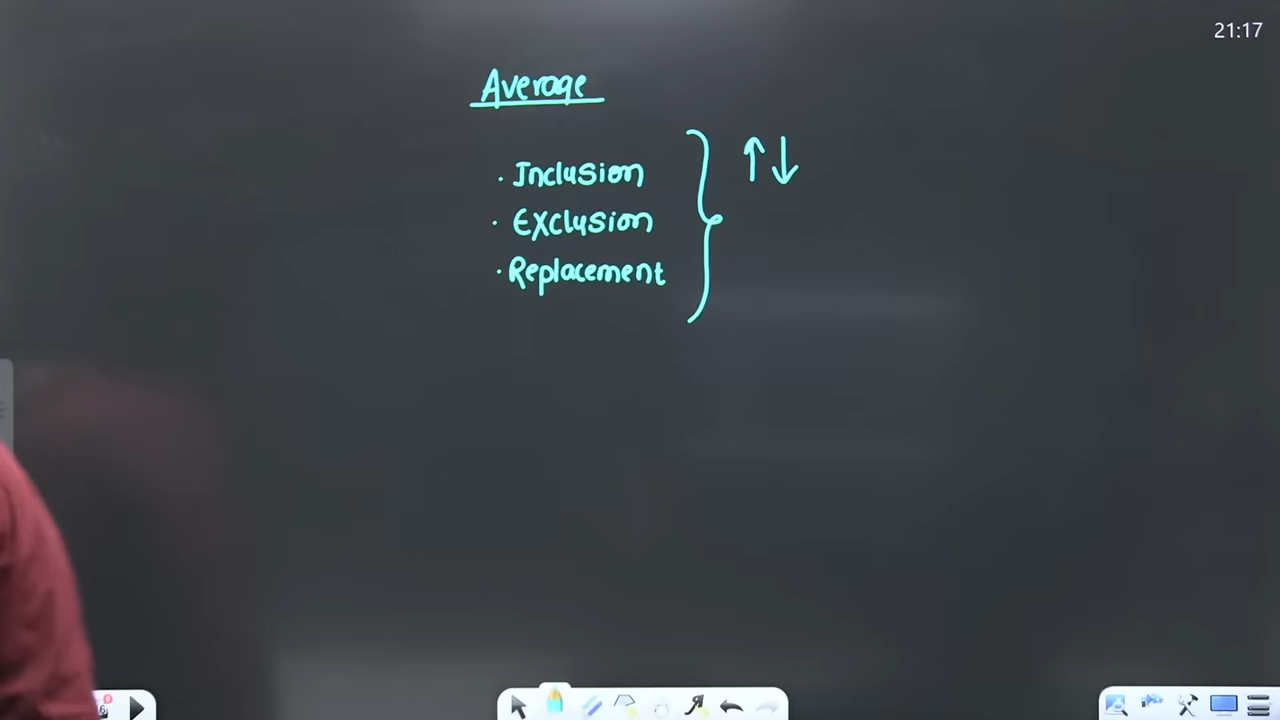 21:17
Average
· Inclusion
· Exclusion
· Replacement
↑↓